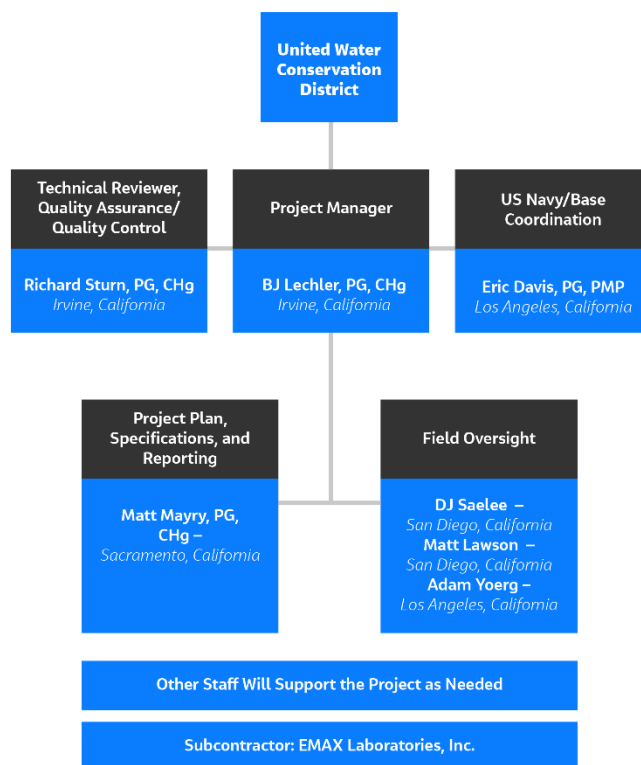 United Water
Conservation
District
Technical Reviewer,
Quality Assurance/
Quality Control
Richard Sturn, PG, CHg
Irvine, California
Project Manager
BJ Lechler, PG, CHg
Irvine, California
US Navy/Base
Coordination
Eric Davis, PG, PMP
Los Angeles, California
Project Plan,
Specifications, and
Reporting
Matt Mayry, PG,
CHg –
Sacramento, California
Field Oversight
DJ Saelee –
San Diego, California
Matt Lawson –
San Diego, California
Adam Yoerg –
Los Angeles, California
Other Staff Will Support the Project as Needed
Subcontractor: EMAX Laboratories, Inc.